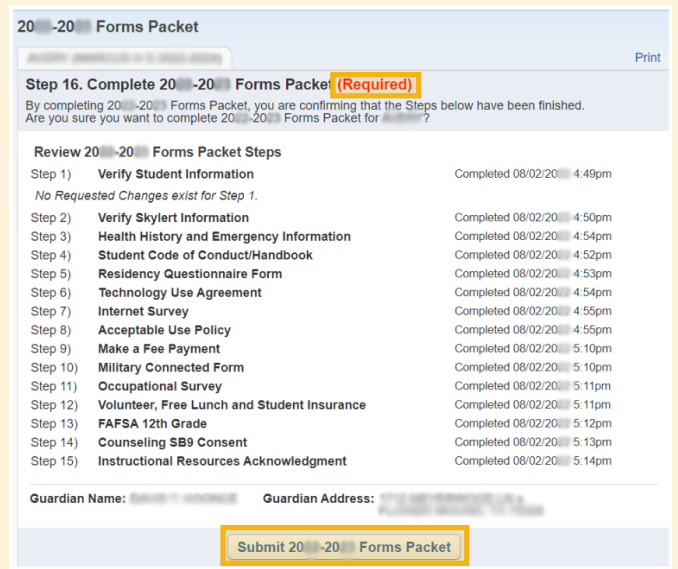 20 -20 Forms Packet
Print
Step 16. Complete 20 -20 Forms Packet (Required)
By completing 20 -20 Forms Packet, you are confirming that the Steps below have been finished.
Are you sure you want to complete 20 -20 Forms Packet for ?
Review 20 -20 Forms Packet Steps
Step 1) Verify Student Information Completed 08/02/20 4:49pm
No Requested Changes exist for Step 1.
Step 2) Verify Skylert Information Completed 08/02/20 4:50pm
Step 3) Health History and Emergency Information Completed 08/02/20 4:54pm
Step 4) Student Code of Conduct/Handbook Completed 08/02/20 4:52pm
Step 5) Residency Questionnaire Form Completed 08/02/20 4:53pm
Step 6) Technology Use Agreement Completed 08/02/20 4:54pm
Step 7) Internet Survey Completed 08/02/20 4:55pm
Step 8) Acceptable Use Policy Completed 08/02/20 4:55pm
Step 9) Make a Fee Payment Completed 08/02/20 5:10pm
Step 10) Military Connected Form Completed 08/02/20 5:10pm
Step 11) Occupational Survey Completed 08/02/20 5:11pm
Step 12) Volunteer, Free Lunch and Student Insurance Completed 08/02/20 5:11pm
Step 13) FAFSA 12th Grade Completed 08/02/20 5:12pm
Step 14) Counseling SB9 Consent Completed 08/02/20 5:13pm
Step 15) Instructional Resources Acknowledgment Completed 08/02/20 5:14pm
Guardian Name: Guardian Address:
Submit 20 -20 Forms Packet